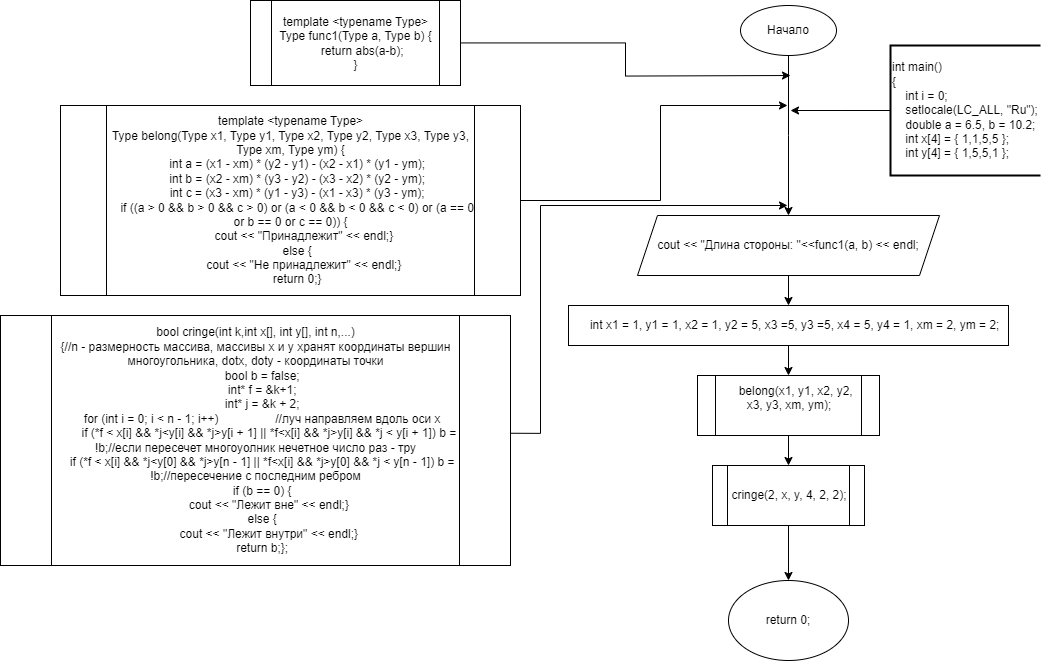 template <typename Type>
Type func1(Type a, Type b) {
return abs(a-b);
}
Начало
int main()
{
int i = 0;
setlocale(LC_ALL, "Ru");
double a = 6.5, b = 10.2;
int x[4] = { 1,1,5,5 };
int y[4] = { 1,5,5,1 };
template <typename Type>
Type belong(Type x1, Type y1, Type x2, Type y2, Type x3, Type y3,
Type xm, Type ym) {
int a = (x1 - xm) * (y2 - y1) - (x2 - x1) * (y1 - ym);
int b = (x2 - xm) * (y3 - y2) - (x3 - x2) * (y2 - ym);
int c = (x3 - xm) * (y1 - y3) - (x1 - x3) * (y3 - ym);
if ((a > 0 && b > 0 && c > 0) or (a < 0 && b < 0 && c < 0) or (a == 0
or b == 0 or c == 0)) {
cout << "Принадлежит" << endl;}
else {
cout << "Не принадлежит" << endl;}
return 0;}
cout << "Длина стороны: "<<func1(a, b) << endl;
int x1 = 1, y1 = 1, x2 = 1, y2 = 5, x3 =5, y3 =5, x4 = 5, y4 = 1, xm = 2, ym = 2;
bool cringe(int k,int x[], int y[], int n,...)
{//n - размерность массива, массивы x и y хранят координаты вершин
многоугольника, dotx, doty - координаты точки
bool b = false;
int* f = &k+1;
int* j = &k + 2;
for (int i = 0; i < n - 1; i++) //луч направляем вдоль оси x
if (*f < x[i] && *j<y[i] && *j>y[i + 1] || *f<x[i] && *j>y[i] && *j < y[i + 1]) b =
!b;//если пересечет многоуолник нечетное число раз - тру
if (*f < x[i] && *j<y[0] && *j>y[n - 1] || *f<x[i] && *j>y[0] && *j < y[n - 1]) b =
!b;//пересечение с последним ребром
if (b == 0) {
cout << "Лежит вне" << endl;}
else {
cout << "Лежит внутри" << endl;}
return b;};
belong(x1, y1, x2, y2,
x3, y3, xm, ym);
cringe(2, x, y, 4, 2, 2);
return 0;